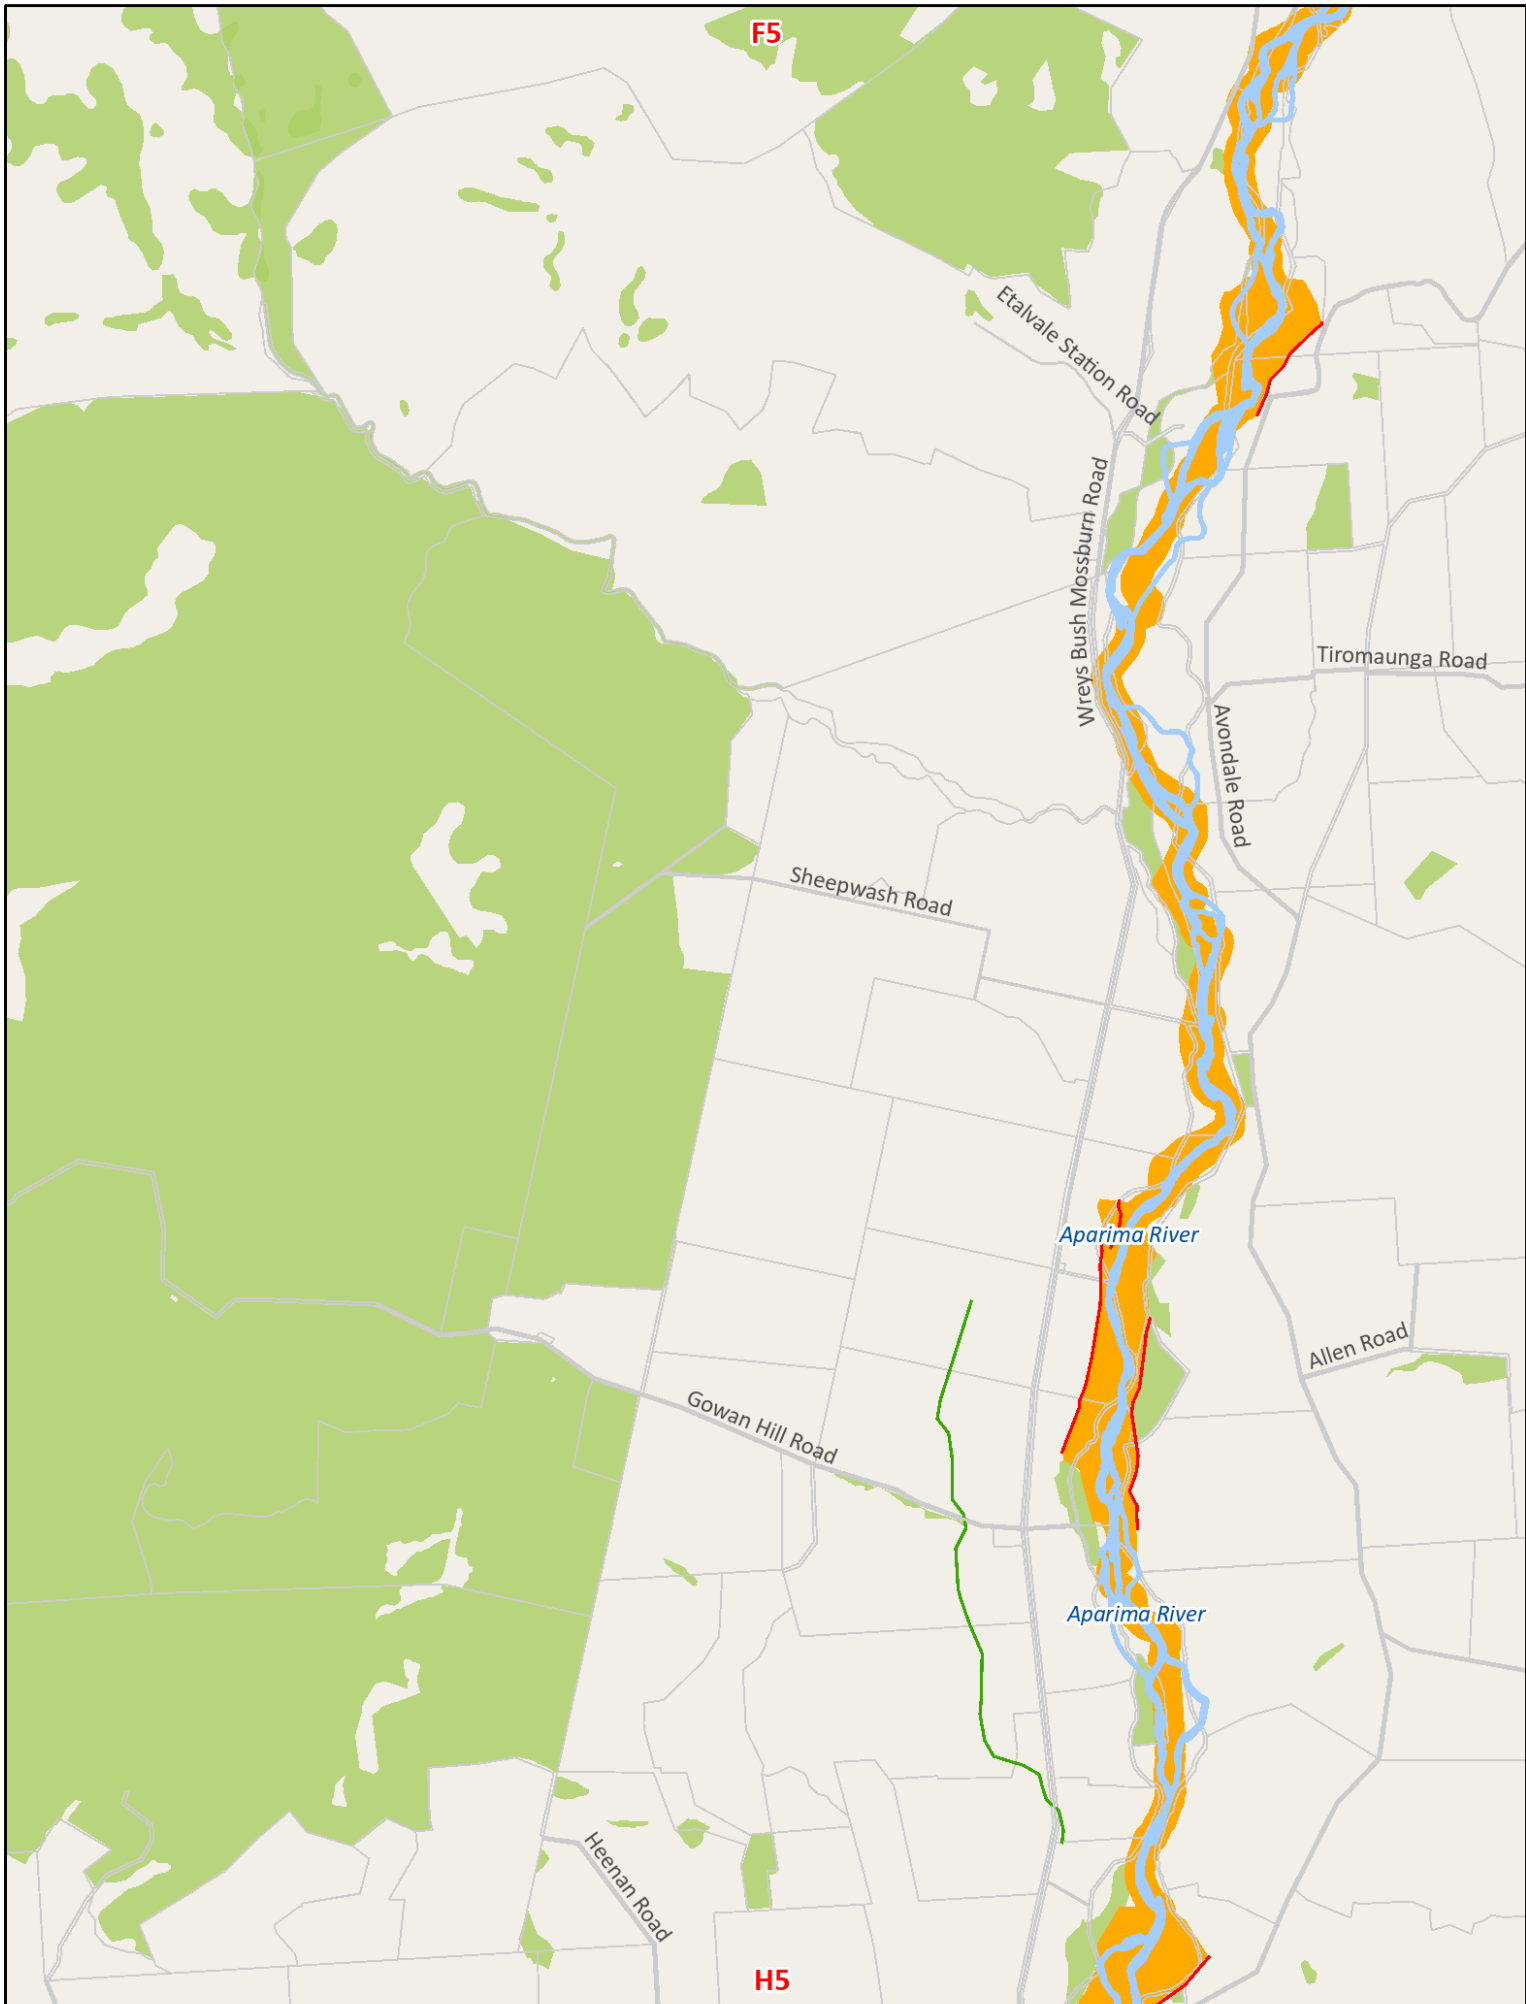 F5
Etalvale Station Road
Wreys Bush Mossburn Road
Tiromaunga Road
Avondale Road
Sheepwash Road
Aparima River
Allen Road
Gowan Hill Road
Aparima River
Heenan Road
H5